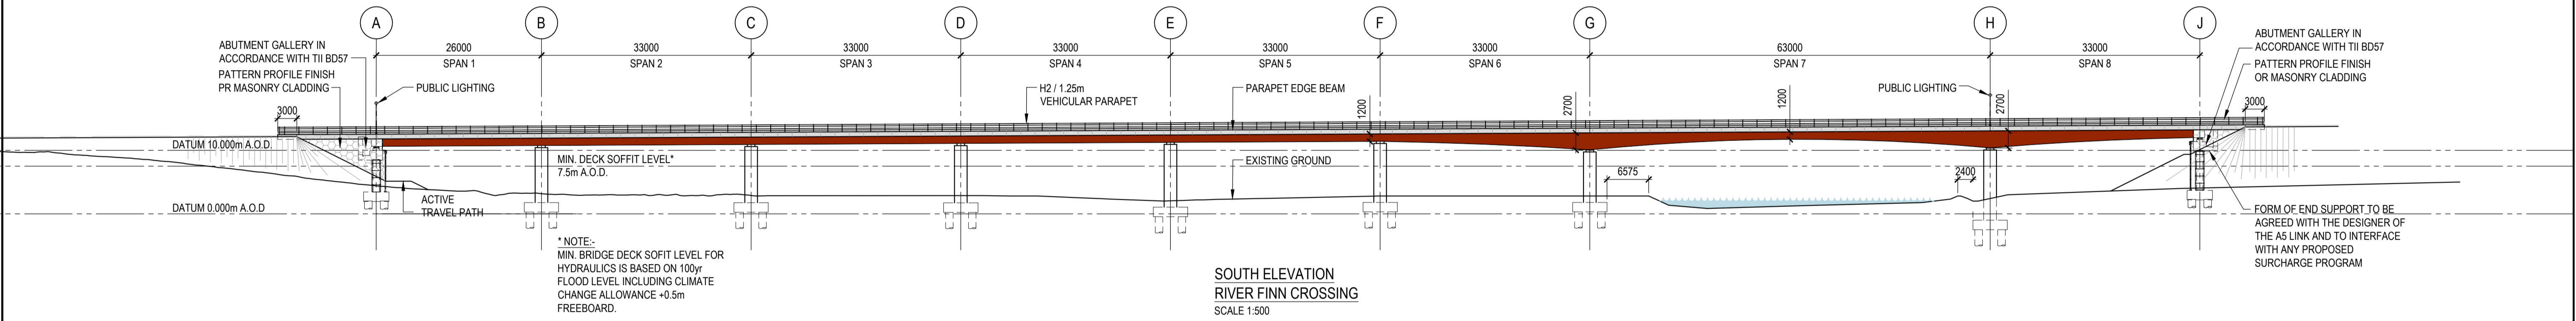 A
B
C
D
E
F
G
H
J
26000
SPAN 1
33000
SPAN 2
33000
SPAN 3
33000
SPAN 4
33000
SPAN 5
33000
SPAN 6
63000
SPAN 7
33000
SPAN 8
ABUTMENT GALLERY IN
ACCORDANCE WITH TII BD57
PATTERN PROFILE FINISH
PR MASONRY CLADDING
3000
PUBLIC LIGHTING
H2 / 1.25m
VEHICULAR PARAPET
PARAPET EDGE BEAM
1200
2700
1200
PUBLIC LIGHTING
2700
ABUTMENT GALLERY IN
ACCORDANCE WITH TII BD57
PATTERN PROFILE FINISH
OR MASONRY CLADDING
3000
DATUM 10.000m A.O.D.
MIN. DECK SOFFIT LEVEL*
7.5m A.O.D.
EXISTING GROUND
6575
2400
ACTIVE
TRAVEL PATH
DATUM 0.000m A.O.D
FORM OF END SUPPORT TO BE
AGREED WITH THE DESIGNER OF
THE A5 LINK AND TO INTERFACE
WITH ANY PROPOSED
SURCHARGE PROGRAM
* NOTE:-
MIN. BRIDGE DECK SOFIT LEVEL FOR
HYDRAULICS IS BASED ON 100yr
FLOOD LEVEL INCLUDING CLIMATE
CHANGE ALLOWANCE +0.5m
FREEBOARD.
SOUTH ELEVATION
RIVER FINN CROSSING
SCALE 1:500